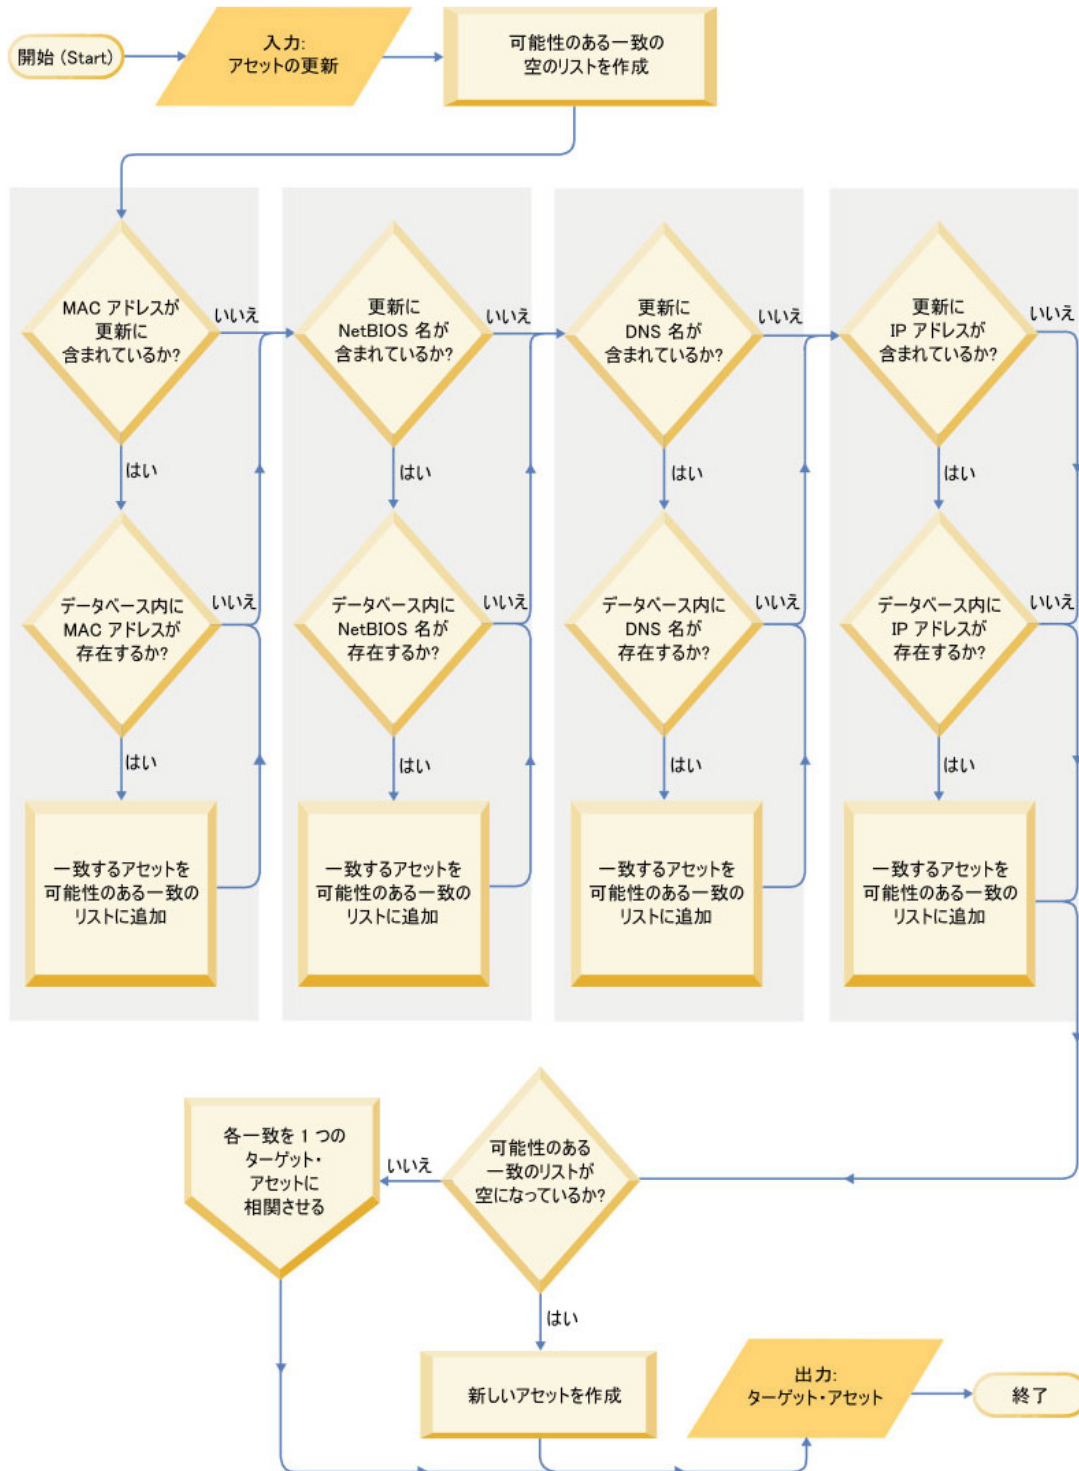 開始 (Start)
入力:
アセットの更新
可能性のある一致の
空のリストを作成
MAC アドレスが
更新に
含まれているか?
いいえ
はい
データベース内に
MAC アドレスが
存在するか?
いいえ
はい
一致するアセットを
可能性のある一致の
リストに追加
更新に
NetBIOS 名が
含まれているか?
いいえ
はい
データベース内に
NetBIOS 名が
存在するか?
いいえ
はい
一致するアセットを
可能性のある一致の
リストに追加
更新に
DNS 名が
含まれているか?
いいえ
はい
データベース内に
DNS 名が
存在するか?
いいえ
はい
一致するアセットを
可能性のある一致の
リストに追加
更新に
IP アドレスが
含まれているか?
いいえ
はい
データベース内に
IP アドレスが
存在するか?
いいえ
はい
一致するアセットを
可能性のある一致の
リストに追加
可能性のある
一致のリストが
空になっているか?
いいえ
各一致を 1 つの
ターゲット・
アセットに
相関させる
はい
新しいアセットを作成
出力:
ターゲット・アセット
終了